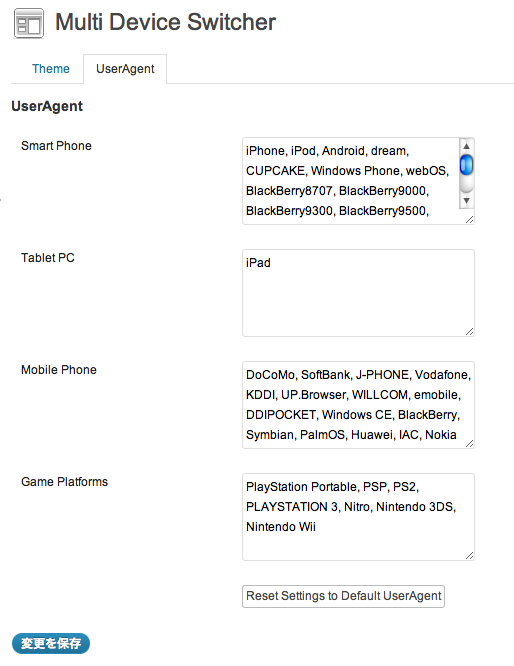 Multi Device Switcher
Theme
UserAgent
UserAgent
Smart Phone
iPhone, iPod, Android, dream,
CUPCAKE, Windows Phone, webOS,
BlackBerry8707, BlackBerry9000,
BlackBerry9300, BlackBerry9500,
Tablet PC
iPad
Mobile Phone
DoCoMo, SoftBank, J-PHONE, Vodafone,
KDDI, UP.Browser, WILLCOM, emobile,
DDIPOCKET, Windows CE, BlackBerry,
Symbian, PalmOS, Huawei, IAC, Nokia
Game Platforms
PlayStation Portable, PSP, PS2,
PLAYSTATION 3, Nitro, Nintendo 3DS,
Nintendo Wii
Reset Settings to Default UserAgent
変更を保存